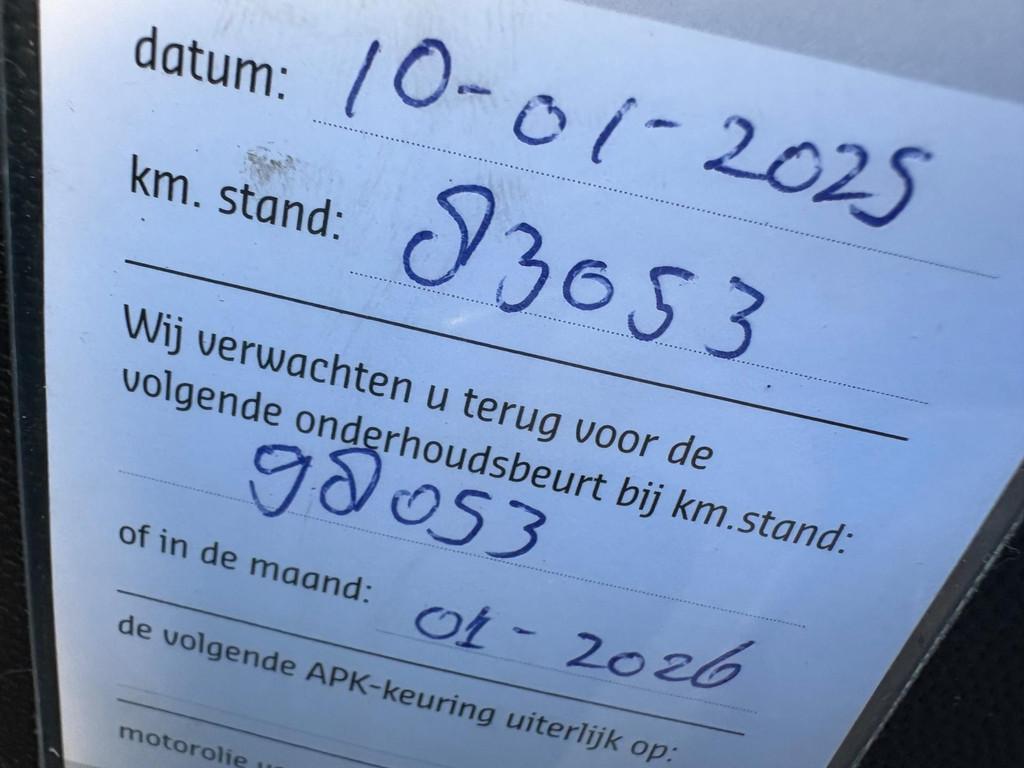 datum: 10-01-2025
km. stand: 83053
Wij verwachten u terug voor de
volgende onderhoudsbeurt bij km.stand:
98053
of in de maand: 01-2026
de volgende APK-keuring uiterlijk op:
motorolie